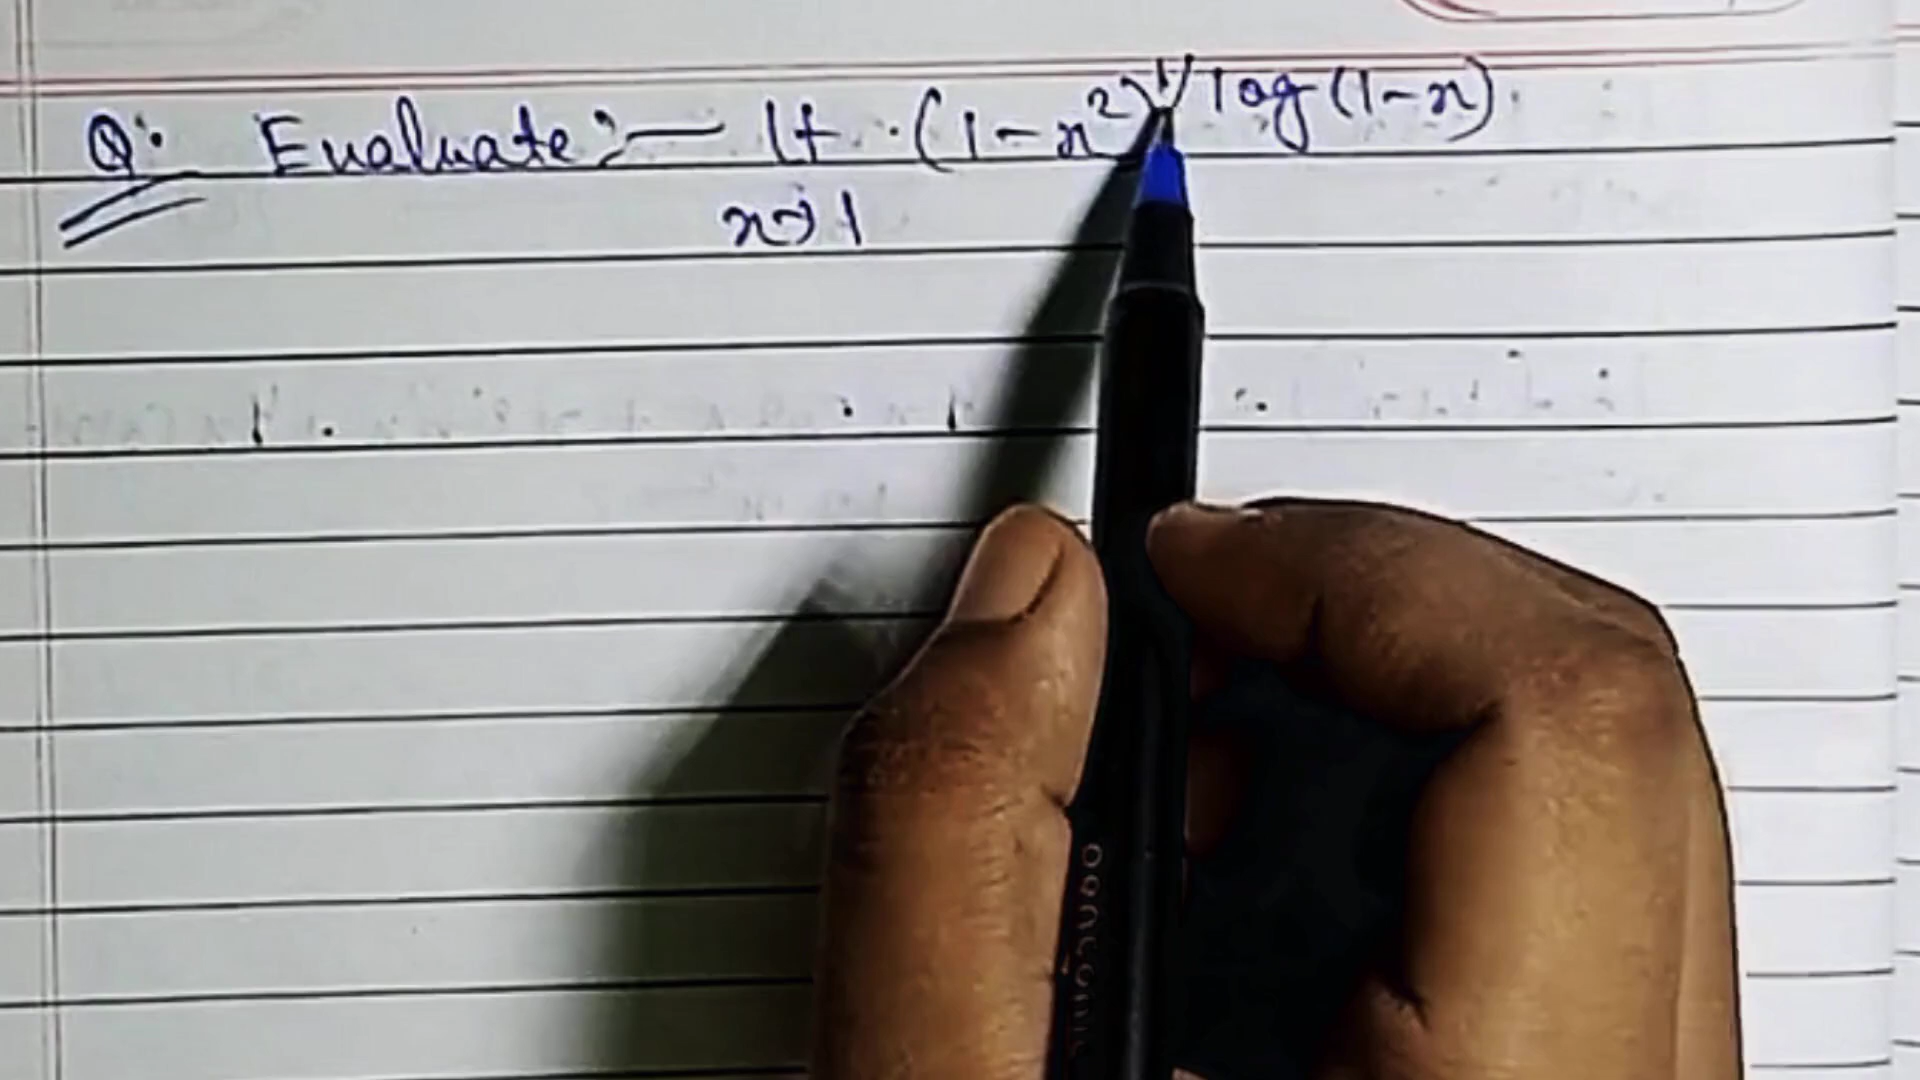 Q. Evaluate:— lt (1-x²)^1/log(1-x).
x→1